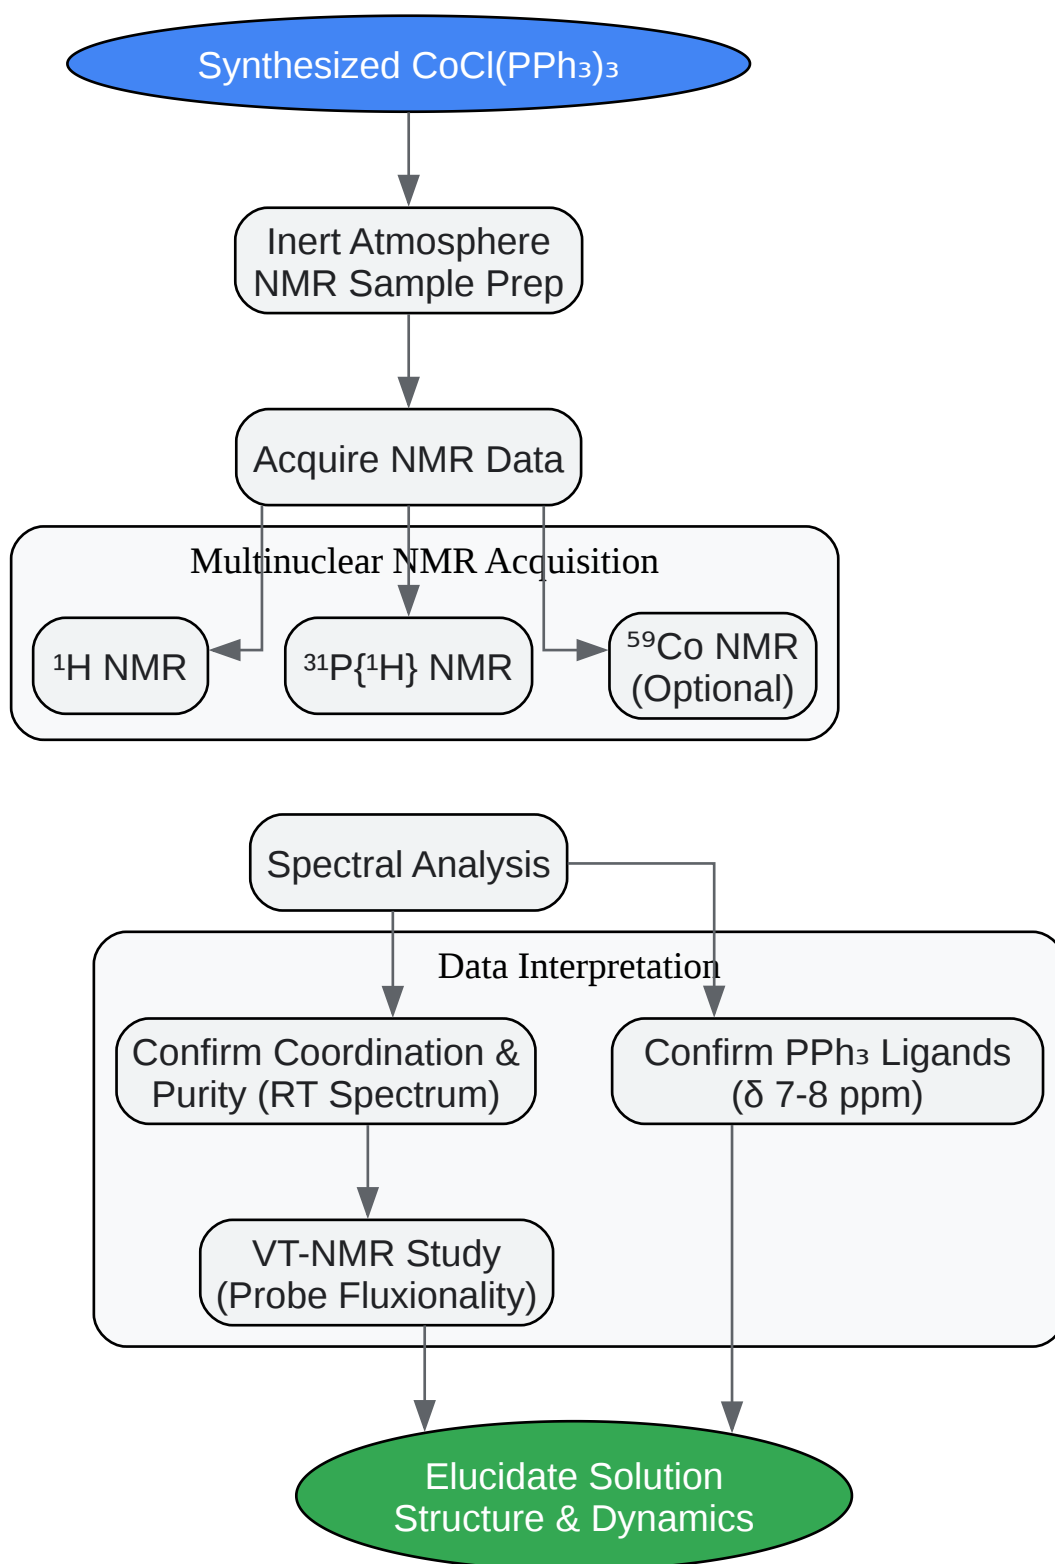 Synthesized CoCl(PPh₃)₃
Inert Atmosphere
NMR Sample Prep
Acquire NMR Data
Multinuclear NMR Acquisition
¹H NMR
³¹P{¹H} NMR
⁵⁹Co NMR
(Optional)
Spectral Analysis
Data Interpretation
Confirm Coordination &
Purity (RT Spectrum)
Confirm PPh₃ Ligands
(δ 7-8 ppm)
VT-NMR Study
(Probe Fluxionality)
Elucidate Solution
Structure & Dynamics